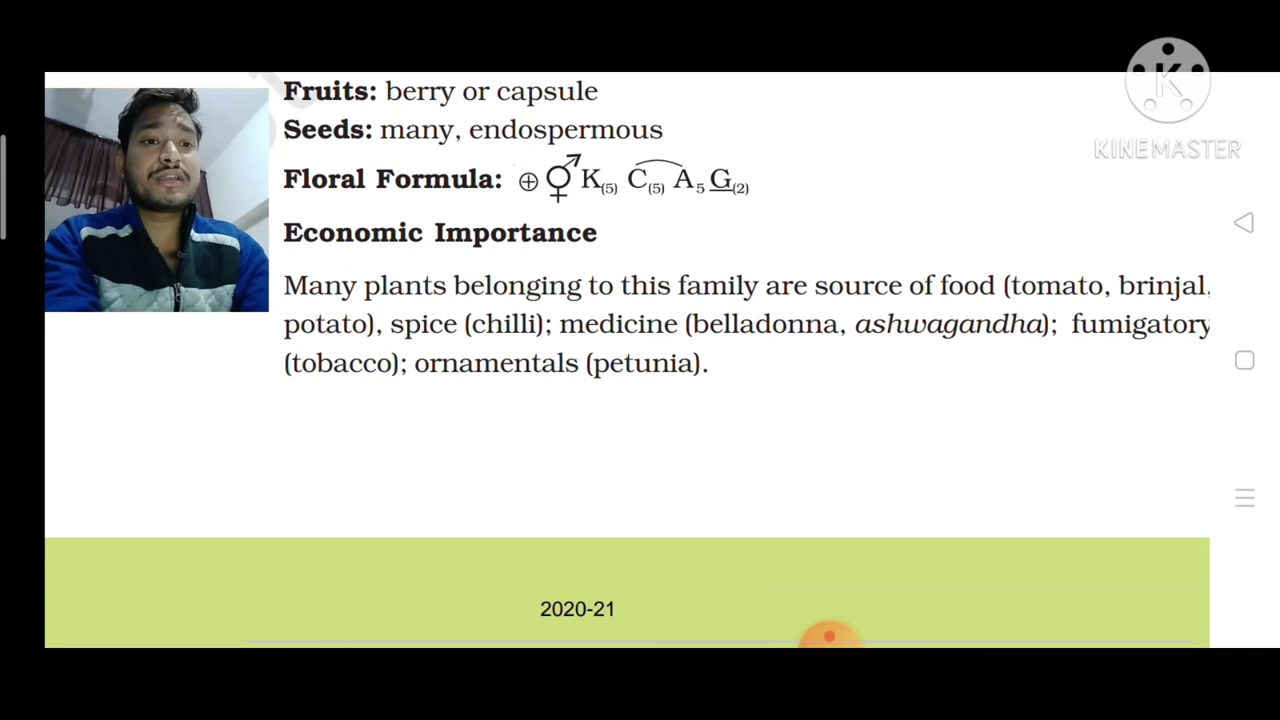 Fruits: berry or capsule
Seeds: many, endospermous
Floral Formula: ⊕ ⚥ K(5) C(5) A5 G(2)
Economic Importance
Many plants belonging to this family are source of food (tomato, brinjal,
potato), spice (chilli); medicine (belladonna, ashwagandha); fumigatory
(tobacco); ornamentals (petunia).
2020-21
K
KINEMASTER